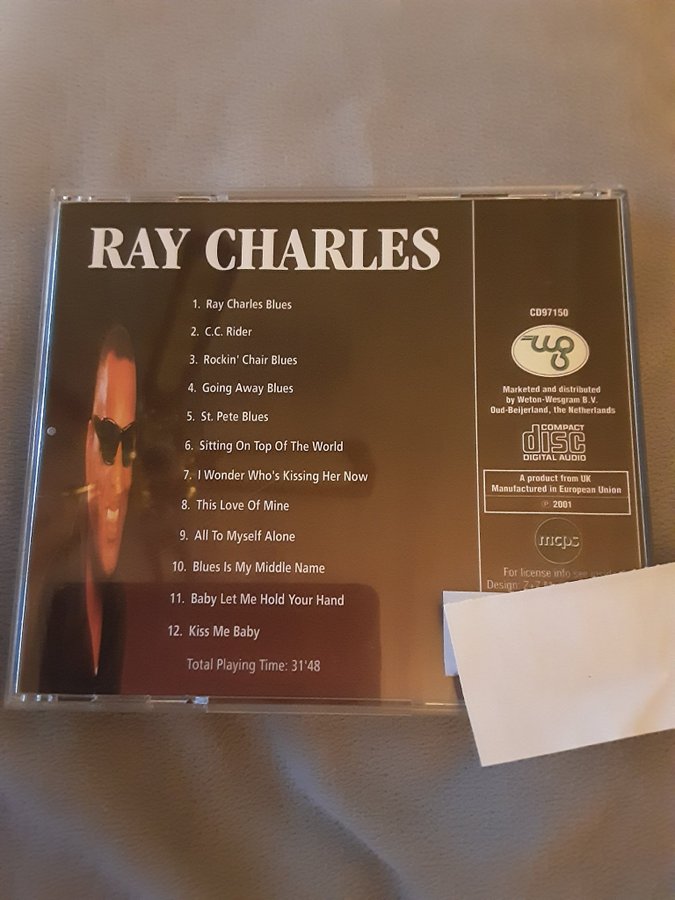 RAY CHARLES
1. Ray Charles Blues
2. C.C. Rider
3. Rockin' Chair Blues
4. Going Away Blues
5. St. Pete Blues
6. Sitting On Top Of The World
7. I Wonder Who's Kissing Her Now
8. This Love Of Mine
9. All To Myself Alone
10. Blues Is My Middle Name
11. Baby Let Me Hold Your Hand
12. Kiss Me Baby
Total Playing Time: 31'48
CD97150
wg
Marketed and distributed
by Weton-Wesgram B.V.
Oud-Beijerland, the Netherlands
COMPACT
disc
DIGITAL AUDIO
A product from UK
Manufactured in European Union
℗ 2001
mcps
For license info see
Design: